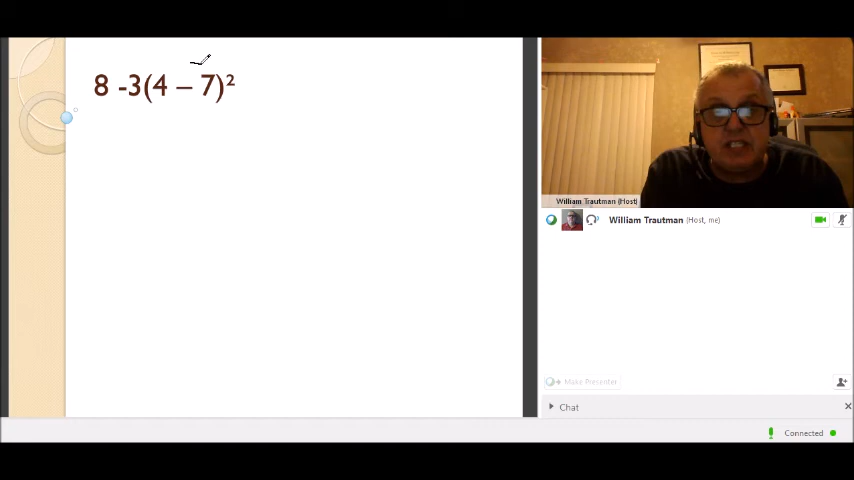 8 -3(4 – 7)²
William Trautman (Host)
William Trautman (Host, me)
Make Presenter
Chat
Connected